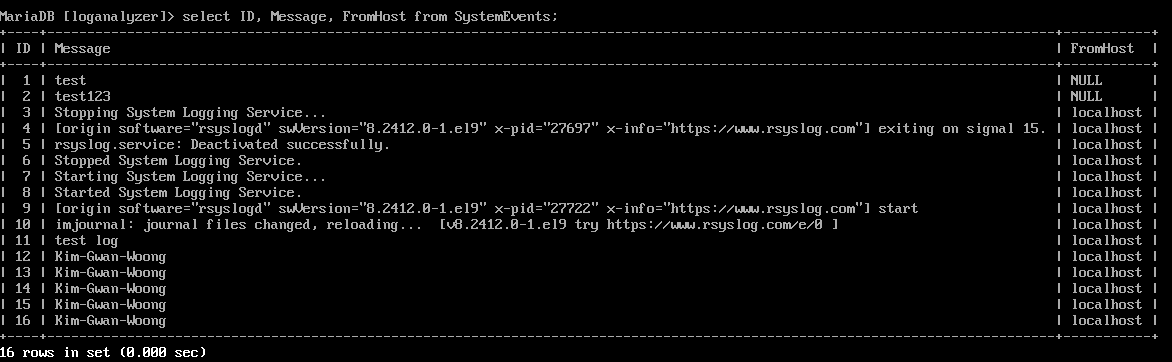 MariaDB [loganalyzer]> select ID, Message, FromHost from SystemEvents;
+----+-------------------------------------------------------------------------------------------------------------+-----------+
| ID | Message | FromHost |
+----+-------------------------------------------------------------------------------------------------------------+-----------+
| 1 | test | NULL |
| 2 | test123 | NULL |
| 3 | Stopping System Logging Service... | localhost |
| 4 | [origin software="rsyslogd" swVersion="8.2412.0-1.el9" x-pid="27697" x-info="https://www.rsyslog.com"] exiting on signal 15. | localhost |
| 5 | rsyslog.service: Deactivated successfully. | localhost |
| 6 | Stopped System Logging Service. | localhost |
| 7 | Starting System Logging Service... | localhost |
| 8 | Started System Logging Service. | localhost |
| 9 | [origin software="rsyslogd" swVersion="8.2412.0-1.el9" x-pid="27722" x-info="https://www.rsyslog.com"] start | localhost |
| 10 | imjournal: journal files changed, reloading... [v8.2412.0-1.el9 try https://www.rsyslog.com/e/0 ] | localhost |
| 11 | test log | localhost |
| 12 | Kim-Gwan-Woong | localhost |
| 13 | Kim-Gwan-Woong | localhost |
| 14 | Kim-Gwan-Woong | localhost |
| 15 | Kim-Gwan-Woong | localhost |
| 16 | Kim-Gwan-Woong | localhost |
+----+-------------------------------------------------------------------------------------------------------------+-----------+
16 rows in set (0.000 sec)